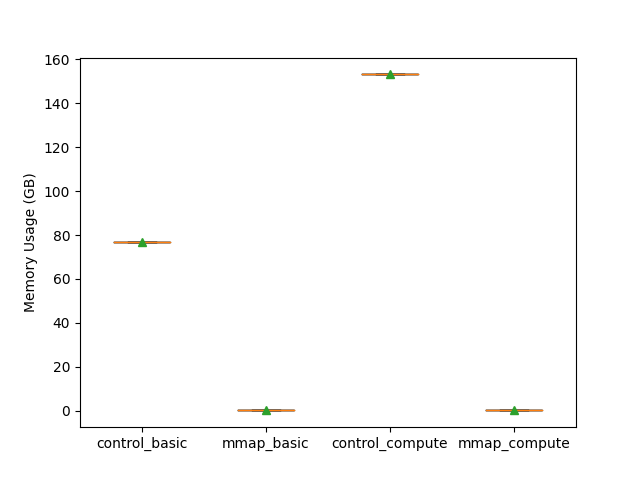 160
140
120
100
80
60
40
20
0
Memory Usage (GB)
control_basic
mmap_basic
control_compute
mmap_compute